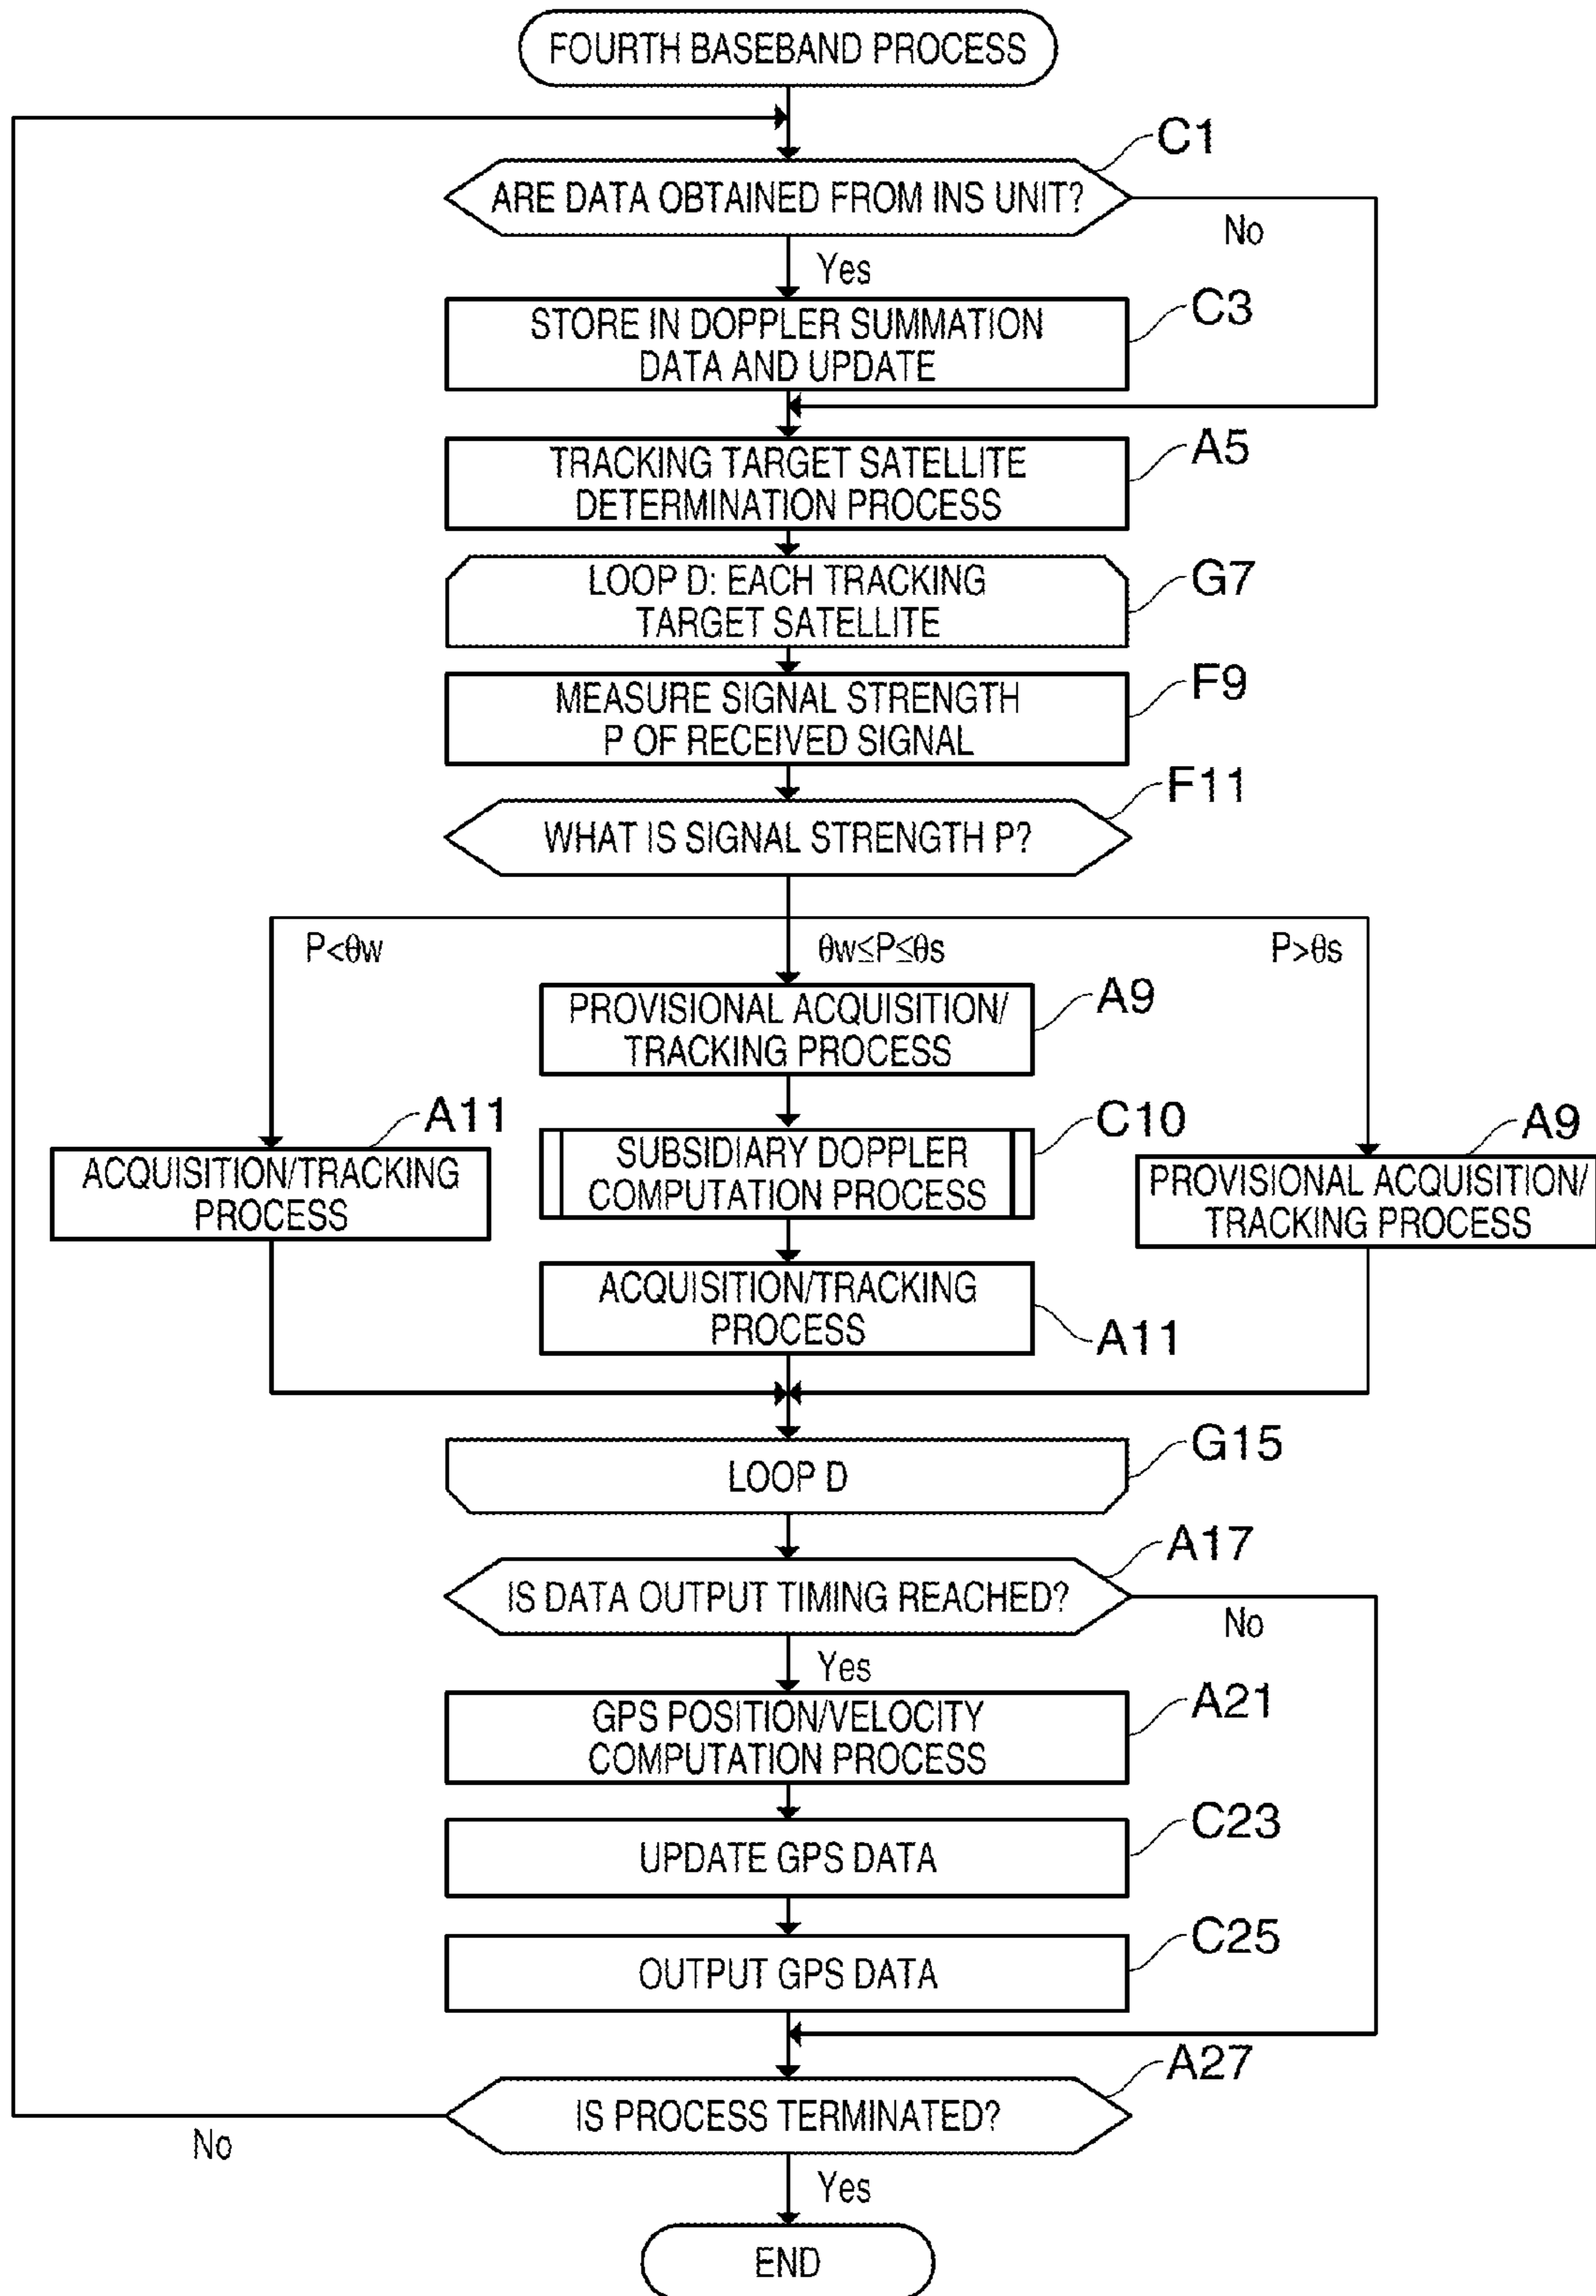 FOURTH BASEBAND PROCESS
C1
ARE DATA OBTAINED FROM INS UNIT?
No
Yes
C3
STORE IN DOPPLER SUMMATION
DATA AND UPDATE
A5
TRACKING TARGET SATELLITE
DETERMINATION PROCESS
G7
LOOP D: EACH TRACKING
TARGET SATELLITE
F9
MEASURE SIGNAL STRENGTH
P OF RECEIVED SIGNAL
F11
WHAT IS SIGNAL STRENGTH P?
P<θw
θw≤P≤θs
P>θs
A9
PROVISIONAL ACQUISITION/
TRACKING PROCESS
A11
ACQUISITION/TRACKING
PROCESS
C10
SUBSIDIARY DOPPLER
COMPUTATION PROCESS
A9
PROVISIONAL ACQUISITION/
TRACKING PROCESS
ACQUISITION/TRACKING
PROCESS
A11
G15
LOOP D
A17
IS DATA OUTPUT TIMING REACHED?
No
Yes
A21
GPS POSITION/VELOCITY
COMPUTATION PROCESS
C23
UPDATE GPS DATA
C25
OUTPUT GPS DATA
A27
IS PROCESS TERMINATED?
No
Yes
END